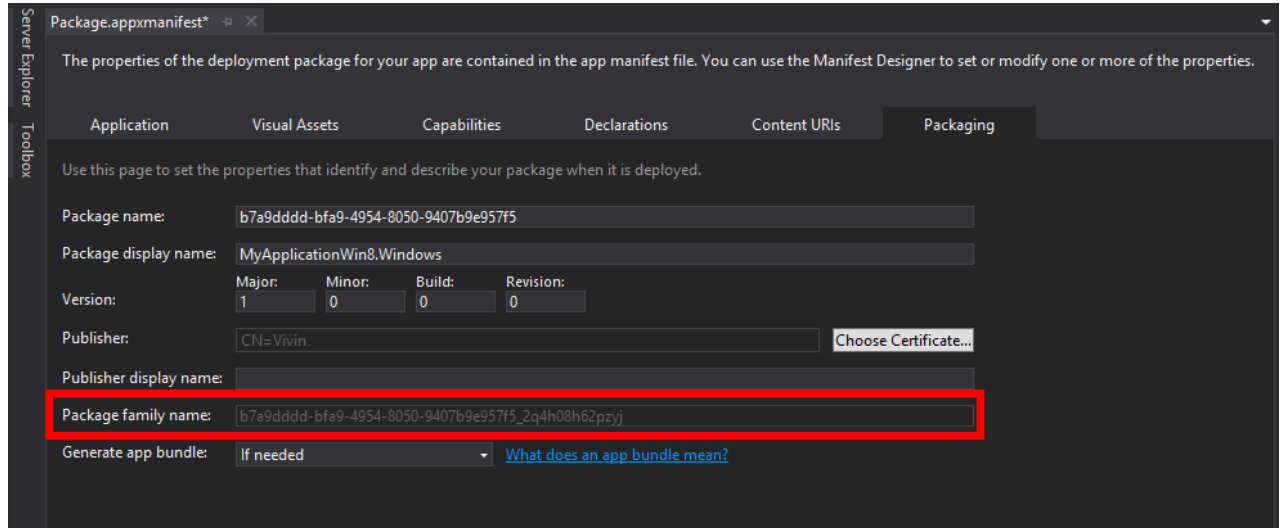 Server Explorer
Toolbox
Package.appxmanifest*
The properties of the deployment package for your app are contained in the app manifest file. You can use the Manifest Designer to set or modify one or more of the properties.
Application Visual Assets Capabilities Declarations Content URIs Packaging
Use this page to set the properties that identify and describe your package when it is deployed.
Package name: b7a9dddd-bfa9-4954-8050-9407b9e957f5
Package display name: MyApplicationWin8.Windows
Major: Minor: Build: Revision:
Version: 1 0 0 0
Publisher: CN=Vivin Choose Certificate...
Publisher display name:
Package family name: b7a9dddd-bfa9-4954-8050-9407b9e957f5_2q4h08h62pzyj
Generate app bundle: If needed What does an app bundle mean?